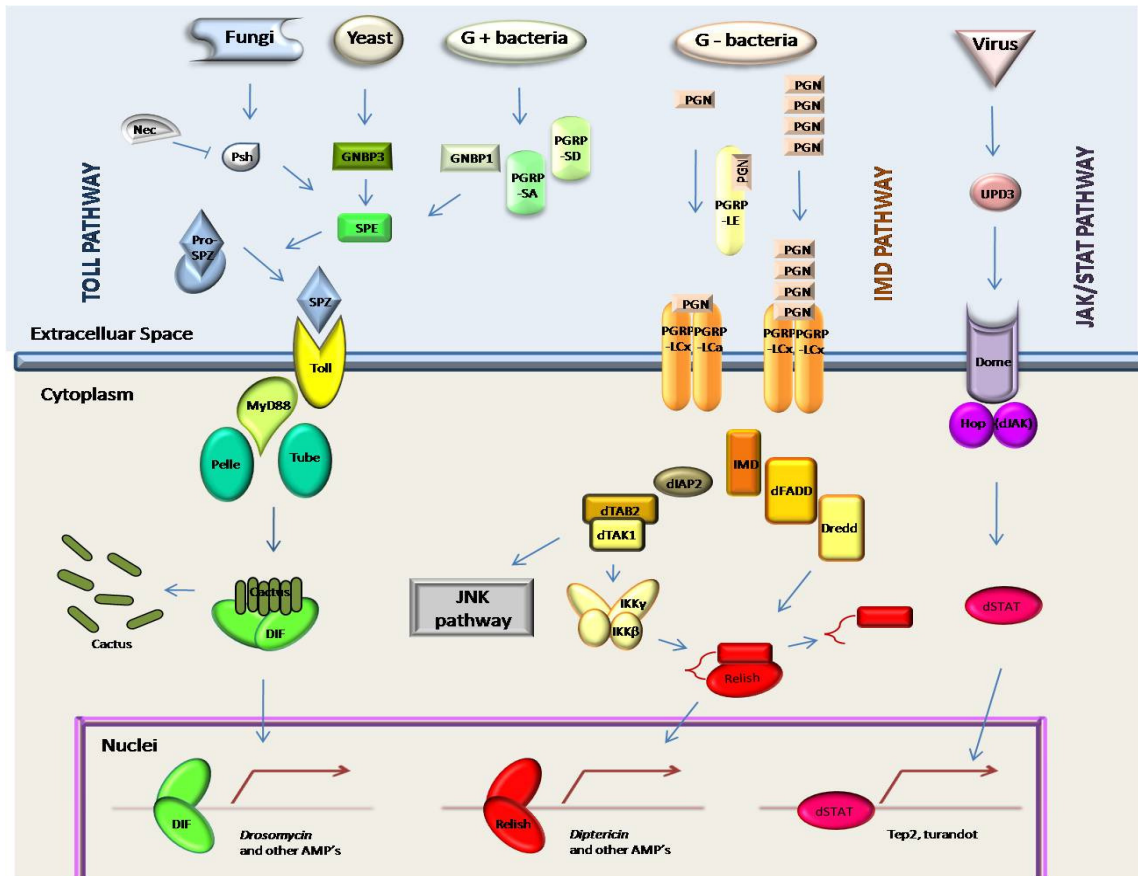 Fungi
Yeast
G + bacteria
G - bacteria
Virus
Nec
Psh
GNBP3
GNBP1
PGRP
-SA
PGRP
-SD
SPE
Pro-
SPZ
SPZ
Toll
TOLL PATHWAY
PGN
PGN
PGN
PGN
PGN
PGN
PGRP
-LE
PGN
PGRP
-LCx
PGRP
-LCa
PGN
PGN
PGN
PGN
PGRP
-LCx
PGRP
-LCx
IMD PATHWAY
UPD3
Dome
JAK/STAT PATHWAY
Extracelluar Space
Cytoplasm
MyD88
Pelle
Tube
Cactus
DIF
Cactus
dIAP2
IMD
dFADD
Dredd
dTAB2
dTAK1
JNK
pathway
IKKγ
IKKβ
Relish
Hop
(dJAK)
dSTAT
Nuclei
DIF
Drosomycin
and other AMP's
Relish
Diptericin
and other AMP's
dSTAT
Tep2, turandot